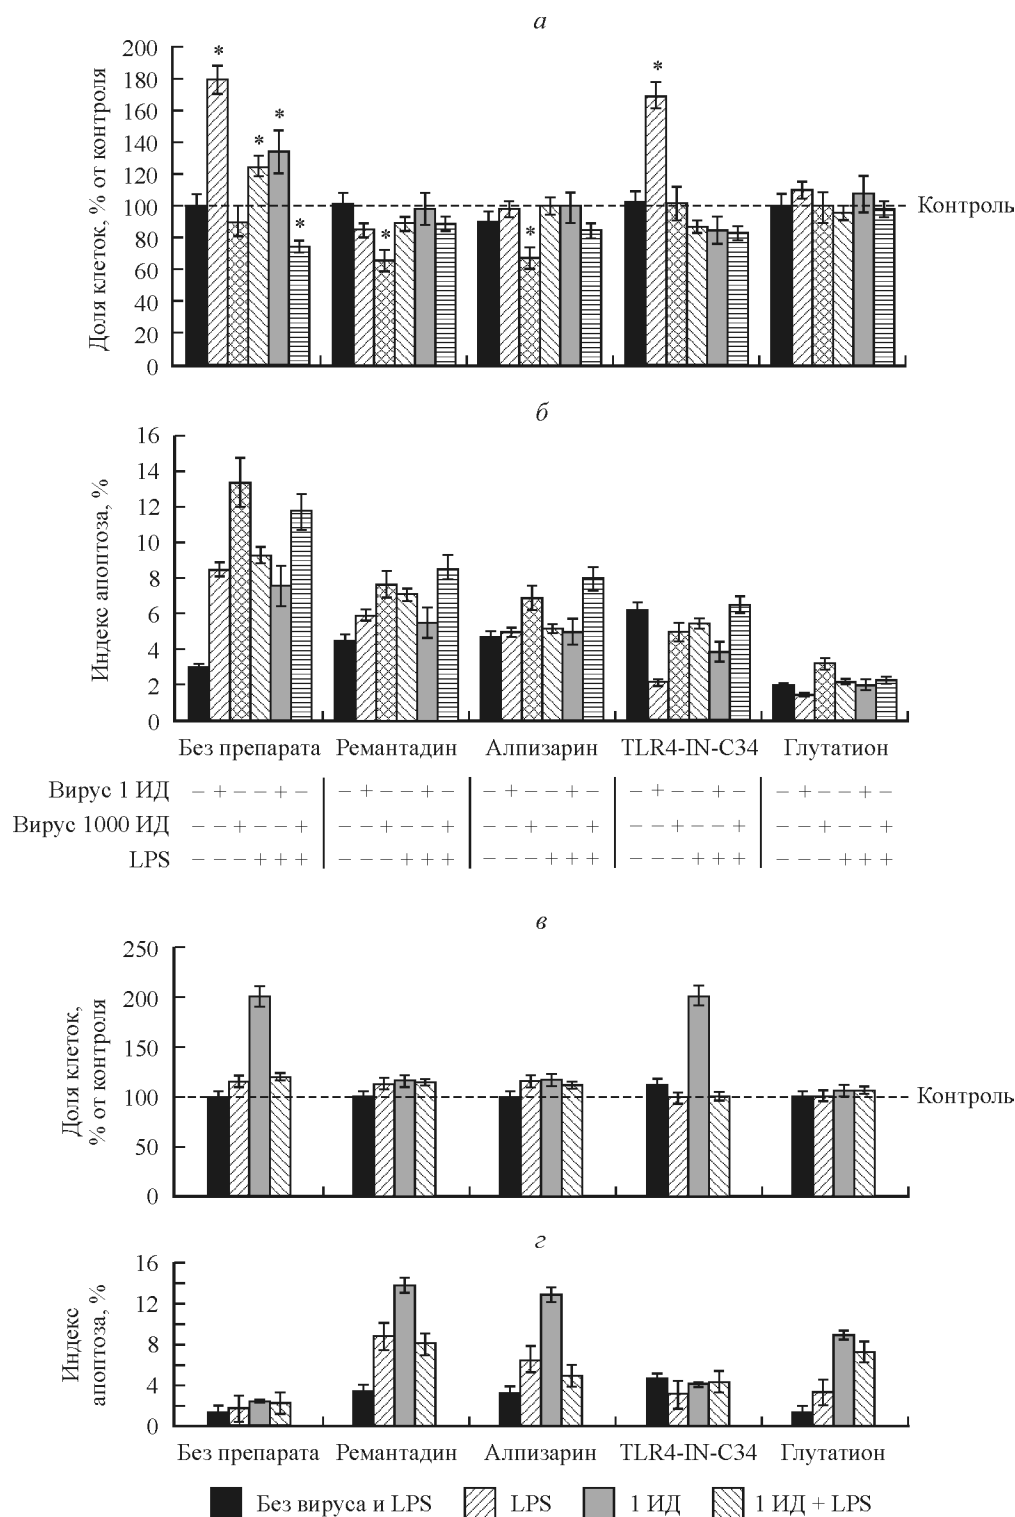 а
200
180
160
140
120
100
80
60
40
20
0
Доля клеток, % от контроля
* * * * * * *
Контроль
б
16
14
12
10
8
6
4
2
0
Индекс апоптоза, %
Без препарата Ремантадин Алпизарин TLR4-IN-C34 Глутатион
Вирус 1 ИД − + − − + − − + − − + − − + − − + − − + − − + − − + − − + −
Вирус 1000 ИД − − + − − + − − + − − + − − + − − + − − + − − + − − + − − +
LPS − − − + + + − − − + + + − − − + + + − − − + + + − − − + + +
в
250
200
150
100
50
0
Доля клеток,
% от контроля
Контроль
г
16
12
8
4
0
Индекс
апоптоза, %
Без препарата Ремантадин Алпизарин TLR4-IN-C34 Глутатион
Без вируса и LPS LPS 1 ИД 1 ИД + LPS